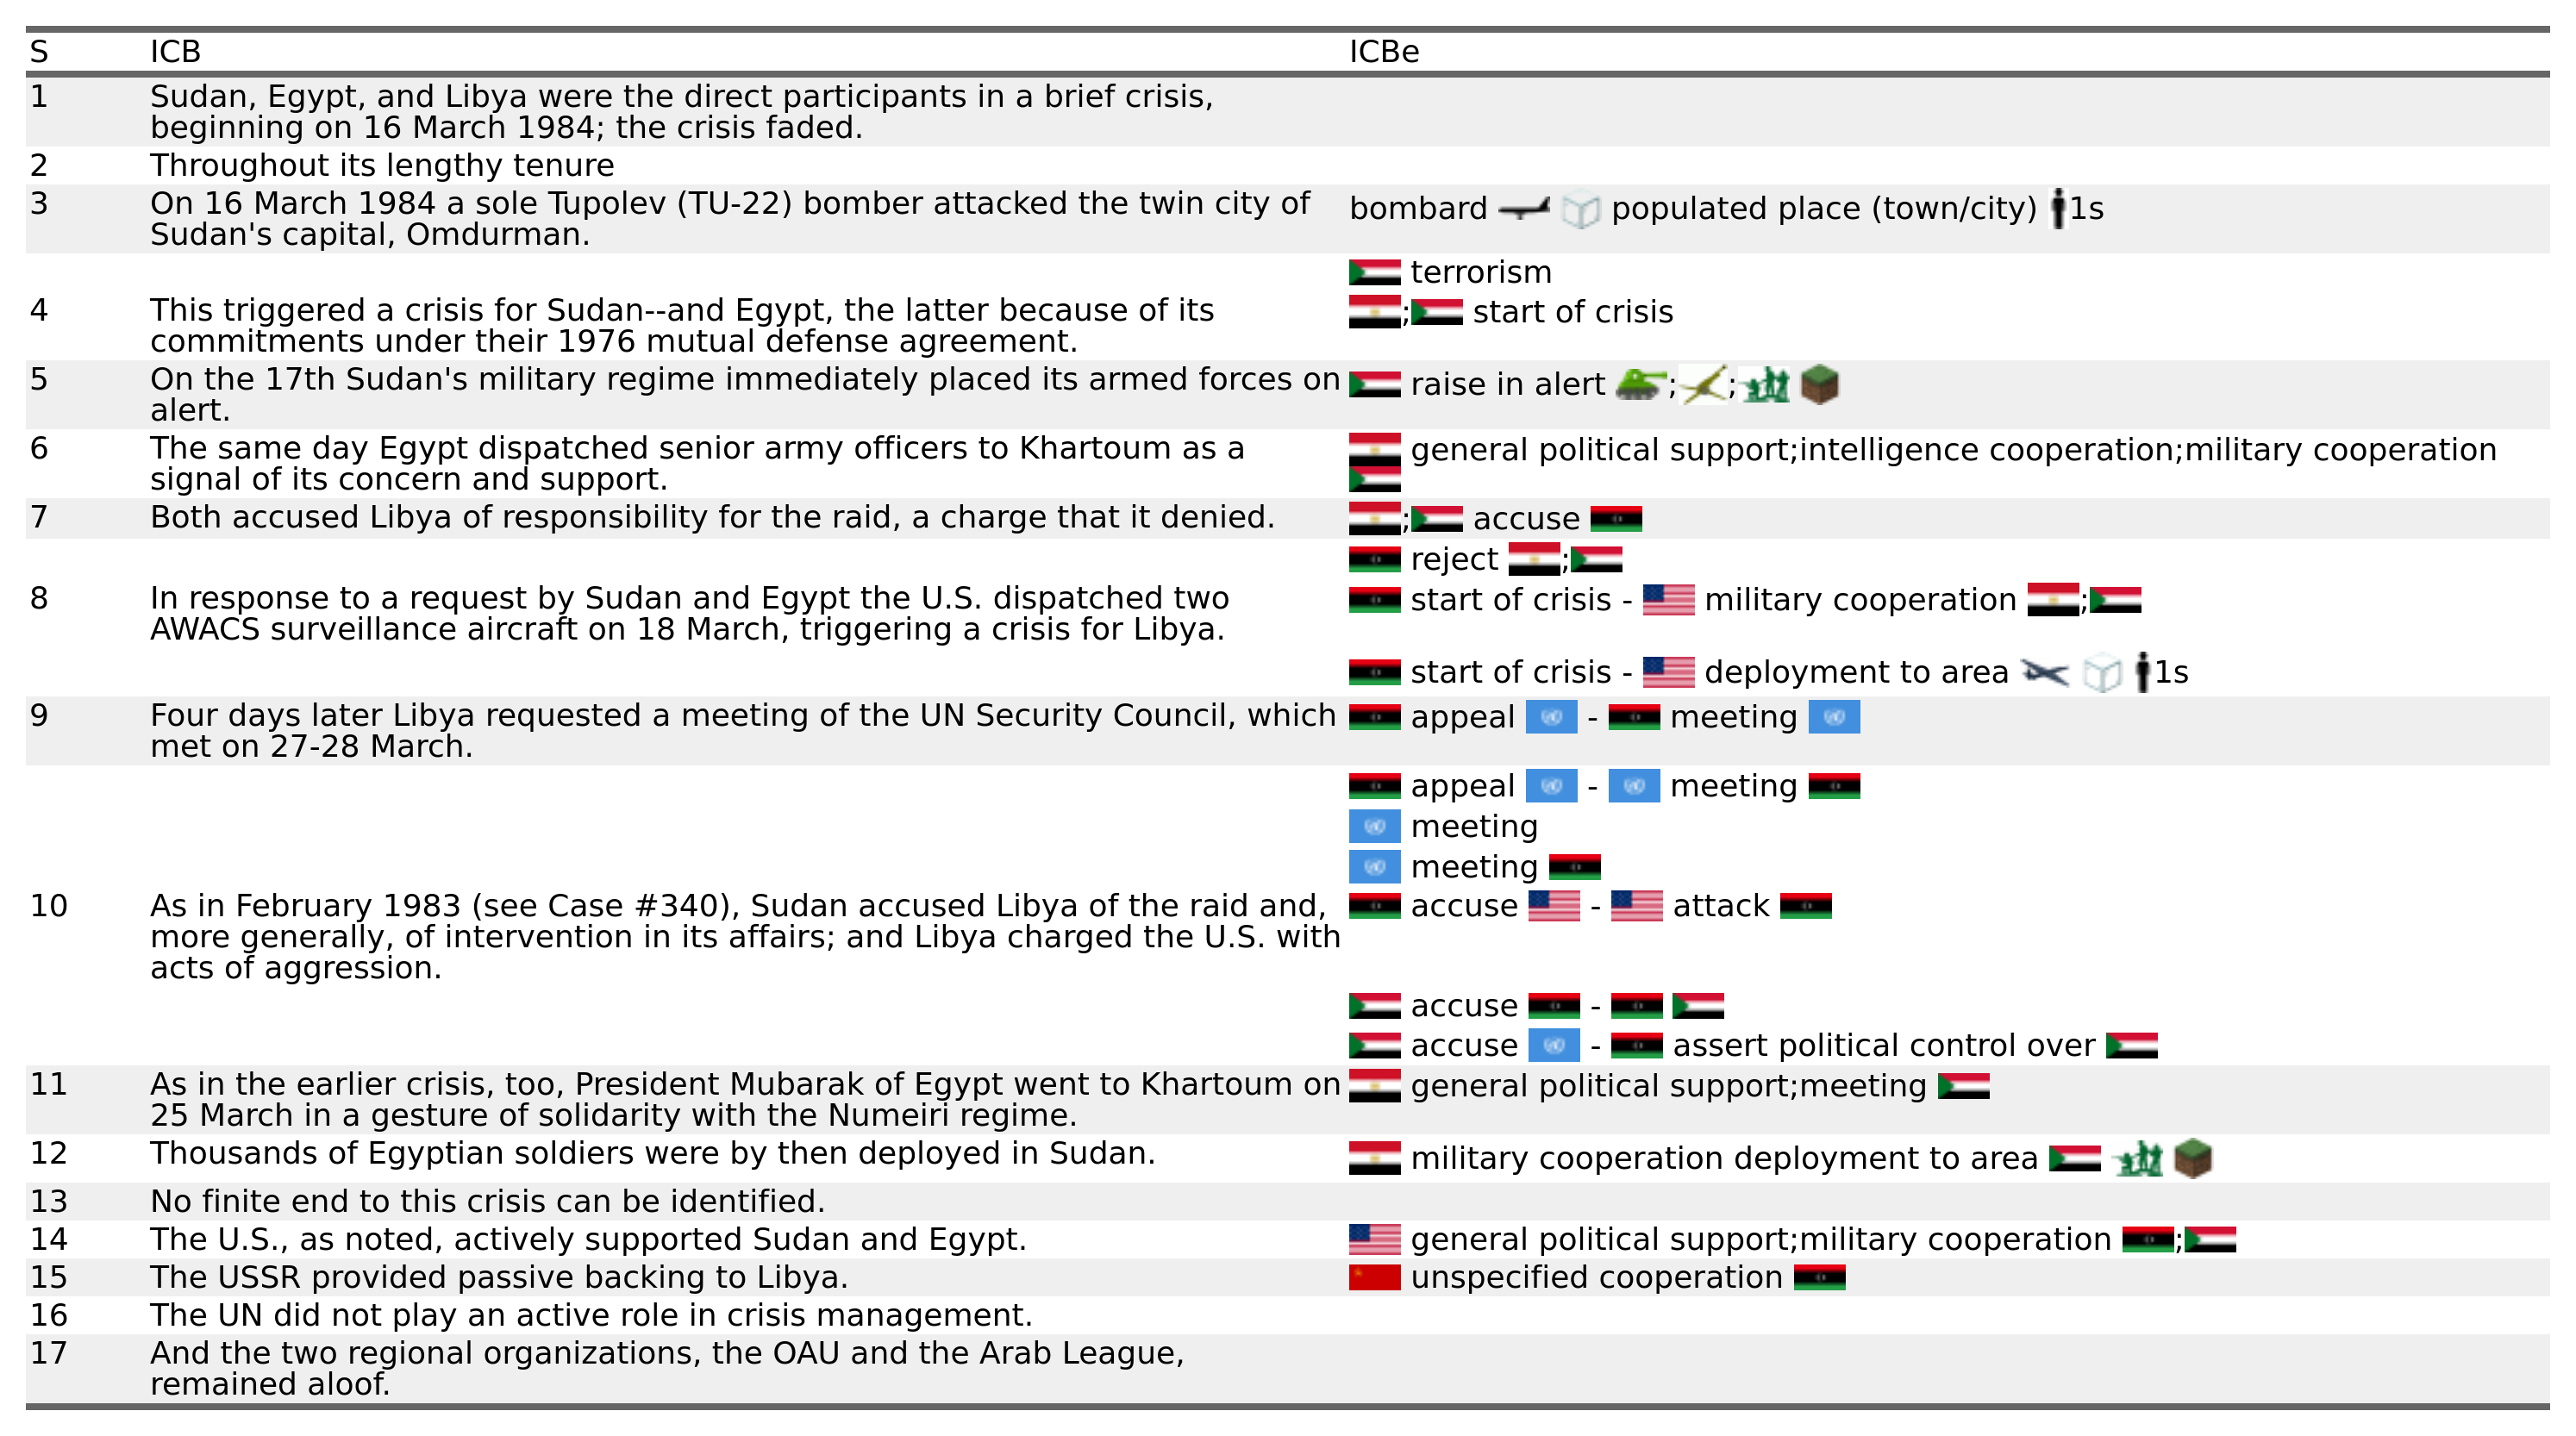 S ICB ICBe
1 Sudan, Egypt, and Libya were the direct participants in a brief crisis,
beginning on 16 March 1984; the crisis faded.
2 Throughout its lengthy tenure
3 On 16 March 1984 a sole Tupolev (TU-22) bomber attacked the twin city of
Sudan's capital, Omdurman.
bombard populated place (town/city) 1s
terrorism
4 This triggered a crisis for Sudan--and Egypt, the latter because of its
commitments under their 1976 mutual defense agreement.
; start of crisis
5 On the 17th Sudan's military regime immediately placed its armed forces on
alert.
raise in alert ; ;
6 The same day Egypt dispatched senior army officers to Khartoum as a
signal of its concern and support.
general political support;intelligence cooperation;military cooperation
7 Both accused Libya of responsibility for the raid, a charge that it denied.
; accuse
reject ;
8 In response to a request by Sudan and Egypt the U.S. dispatched two
AWACS surveillance aircraft on 18 March, triggering a crisis for Libya.
start of crisis - military cooperation ;
start of crisis - deployment to area 1s
9 Four days later Libya requested a meeting of the UN Security Council, which
met on 27-28 March.
appeal - meeting
appeal - meeting
meeting
meeting
10 As in February 1983 (see Case #340), Sudan accused Libya of the raid and,
more generally, of intervention in its affairs; and Libya charged the U.S. with
acts of aggression.
accuse - attack
accuse -
accuse - assert political control over
11 As in the earlier crisis, too, President Mubarak of Egypt went to Khartoum on
25 March in a gesture of solidarity with the Numeiri regime.
general political support;meeting
12 Thousands of Egyptian soldiers were by then deployed in Sudan.
military cooperation deployment to area
13 No finite end to this crisis can be identified.
14 The U.S., as noted, actively supported Sudan and Egypt.
general political support;military cooperation ;
15 The USSR provided passive backing to Libya.
unspecified cooperation
16 The UN did not play an active role in crisis management.
17 And the two regional organizations, the OAU and the Arab League,
remained aloof.